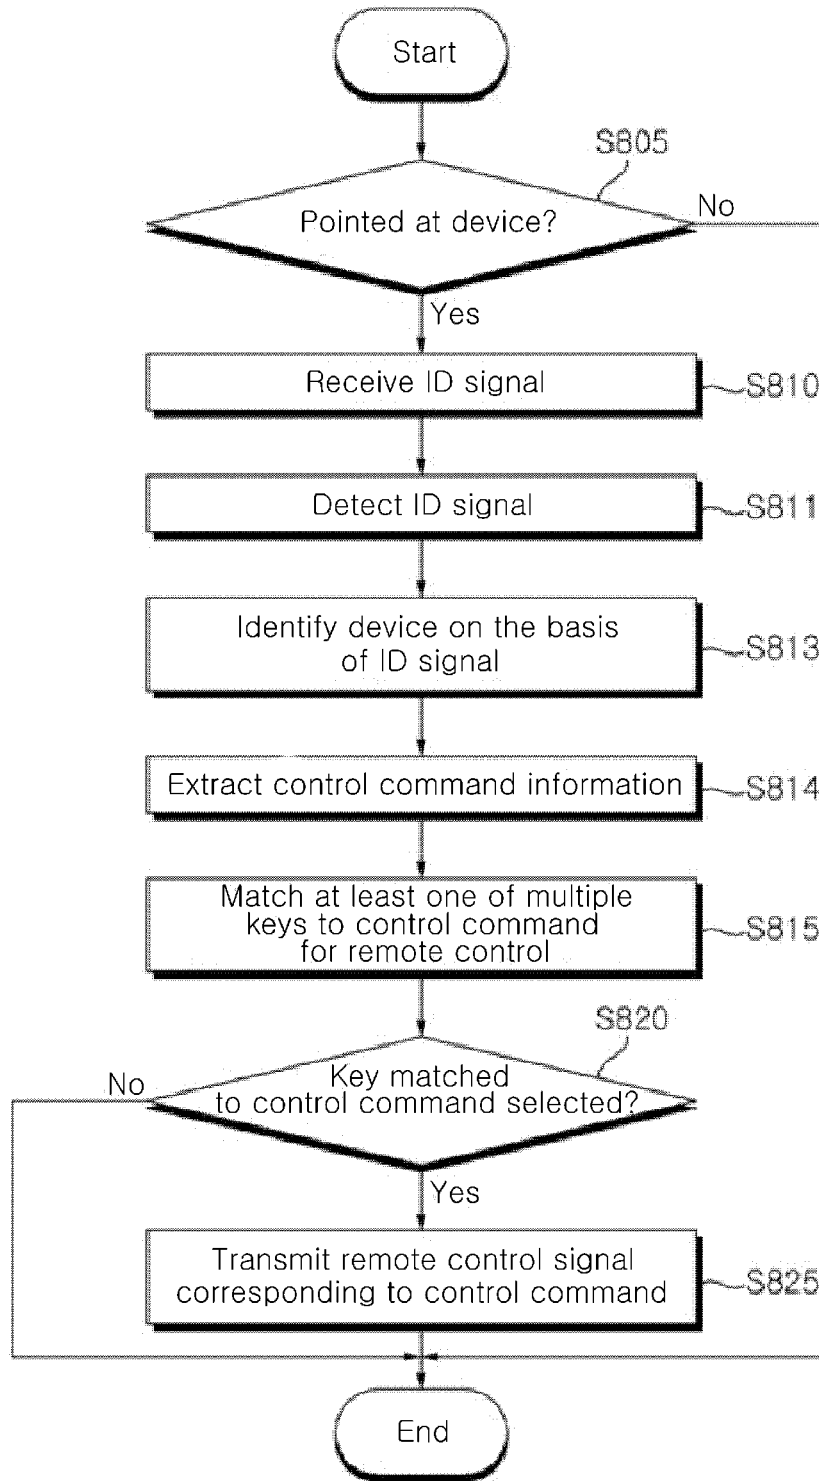 Start
S805
Pointed at device?
No
Yes
Receive ID signal
S810
Detect ID signal
S811
Identify device on the basis
of ID signal
S813
Extract control command information
S814
Match at least one of multiple
keys to control command
for remote control
S815
S820
No
Key matched
to control command selected?
Yes
Transmit remote control signal
corresponding to control command
S825
End